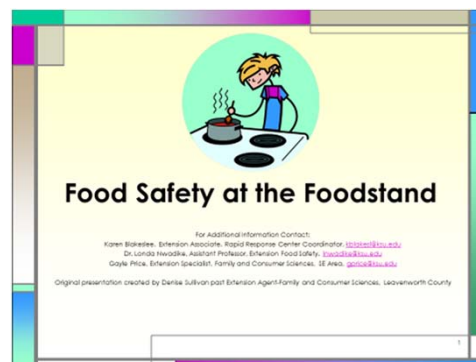 Food Safety at the Foodstand
For Additional Information Contact:
Karen Blakeslee, Extension Associate, Rapid Response Center Coordinator, kblakesl@ksu.edu
Dr. Londa Nwadike, Assistant Professor, Extension Food Safety, lnwadike@ksu.edu
Gayle Price, Extension Specialist, Family and Consumer Sciences, SE Area, gprice@ksu.edu
Original presentation created by Denise Sullivan past Extension Agent-Family and Consumer Sciences, Leavenworth County
1